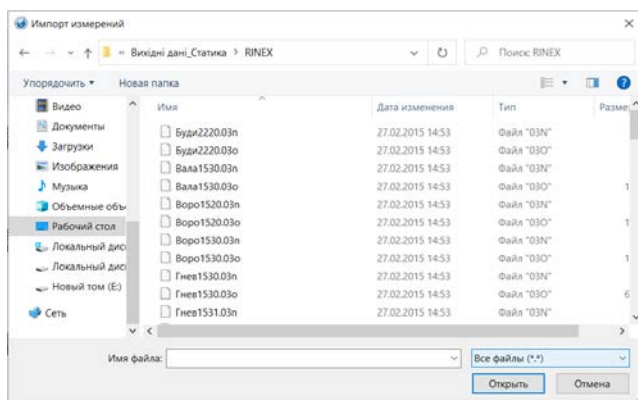 Импорт измерений
« Вихідні дані_Статика > RINEX
Поиск: RINEX
Упорядочить
Новая папка
Имя Дата изменения Тип Размер
Видео
Документы
Загрузки
Изображения
Музыка
Объемные объ
Рабочий стол
Локальный дис
Локальный дис
Новый том (E:)
Сеть
Буди2220.03n 27.02.2015 14:53 Файл "03N"
Буди2220.03o 27.02.2015 14:53 Файл "03O"
Вала1530.03n 27.02.2015 14:53 Файл "03N"
Вала1530.03o 27.02.2015 14:53 Файл "03O" 1
Воро1520.03n 27.02.2015 14:53 Файл "03N"
Воро1520.03o 27.02.2015 14:53 Файл "03O" 1
Воро1530.03n 27.02.2015 14:53 Файл "03N"
Воро1530.03o 27.02.2015 14:53 Файл "03O" 1
Гнев1530.03n 27.02.2015 14:53 Файл "03N"
Гнев1530.03o 27.02.2015 14:53 Файл "03O" 6
Гнев1531.03n 27.02.2015 14:53 Файл "03N"
Имя файла:
Все файлы (*.*)
Открыть
Отмена